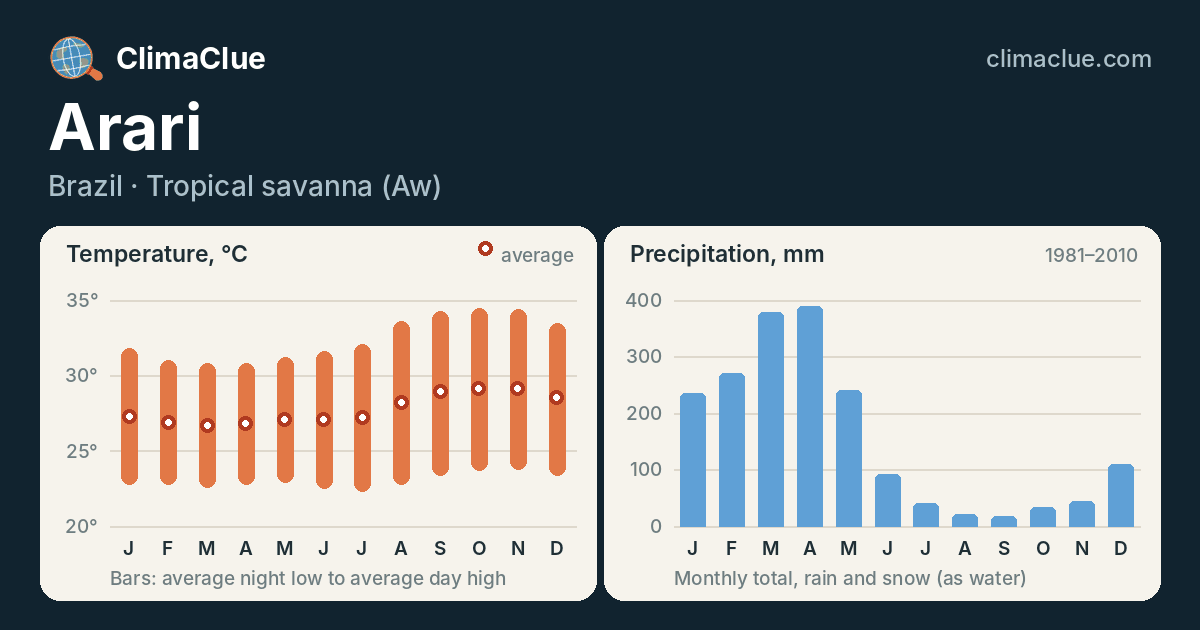 ClimaClue
climaclue.com
Arari
Brazil · Tropical savanna (Aw)
Temperature, °C
average
35°
30°
25°
20°
J F M A M J J A S O N D
Bars: average night low to average day high
Precipitation, mm
1981–2010
400
300
200
100
0
J F M A M J J A S O N D
Monthly total, rain and snow (as water)